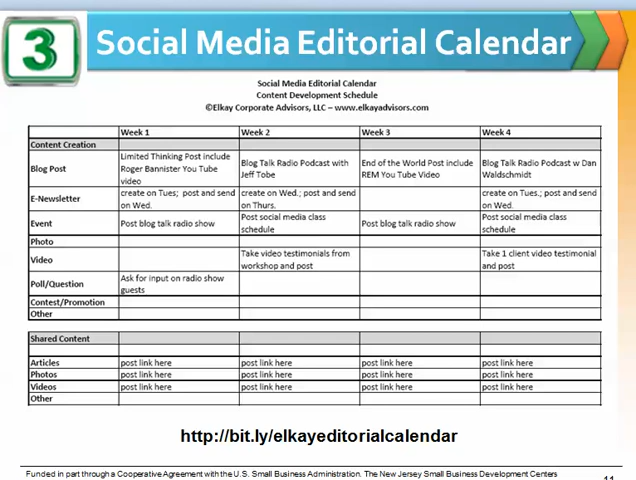 3
Social Media Editorial Calendar
Social Media Editorial Calendar
Content Development Schedule
©Elkay Corporate Advisors, LLC – www.elkayadvisors.com
Week 1 Week 2 Week 3 Week 4
Content Creation
Blog Post
Limited Thinking Post include
Roger Bannister You Tube
video
Blog Talk Radio Podcast with
Jeff Tobe
End of the World Post include
REM You Tube Video
Blog Talk Radio Podcast w Dan
Waldschmidt
E-Newsletter
create on Tues; post and send
on Wed.
create on Wed.; post and send
on Thurs.
create on Tues.; post and send
on Wed.
Event
Post blog talk radio show
Post social media class
schedule
Post blog talk radio show
Post social media class
schedule
Photo
Video
Take video testimonials from
workshop and post
Take 1 client video testimonial
and post
Poll/Question
Ask for input on radio show
guests
Contest/Promotion
Other
Shared Content
Articles post link here post link here post link here post link here
Photos post link here post link here post link here post link here
Videos post link here post link here post link here post link here
Other
http://bit.ly/elkayeditorialcalendar
Funded in part through a Cooperative Agreement with the U.S. Small Business Administration. The New Jersey Small Business Development Centers